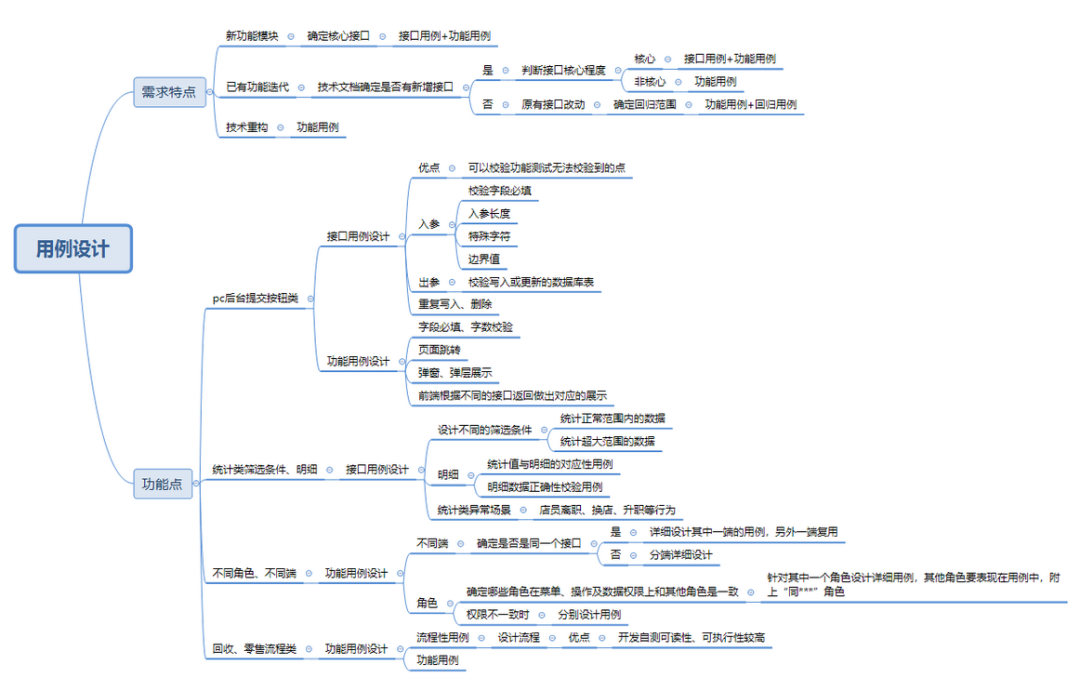 用例设计
需求特点
新功能模块
确定核心接口
接口用例+功能用例
已有功能迭代
技术文档确定是否有新增接口
是
判断接口核心程度
核心
接口用例+功能用例
非核心
功能用例
否
原有接口改动
确定回归范围
功能用例+回归用例
技术重构
功能用例
功能点
pc后台提交按钮类
接口用例设计
优点
可以校验功能测试无法校验到的点
入参
校验字段必填
入参长度
特殊字符
边界值
出参
校验写入或更新的数据库表
重复写入、删除
功能用例设计
字段必填、字数校验
页面跳转
弹窗、弹层展示
前端根据不同的接口返回做出对应的展示
统计类筛选条件、明细
接口用例设计
设计不同的筛选条件
统计正常范围内的数据
统计超大范围的数据
明细
统计值与明细的对应性用例
明细数据正确性校验用例
统计类异常场景
店员离职、换店、升职等行为
不同角色、不同端
功能用例设计
不同端
确定是否是同一个接口
是
详细设计其中一端的用例，另外一端复用
否
分端详细设计
角色
确定哪些角色在菜单、操作及数据权限上和其他角色是一致
针对其中一个角色设计详细用例，其他角色要表现在用例中，附
上“同***”角色
权限不一致时
分别设计用例
回收、零售流程类
功能用例设计
流程性用例
设计流程
优点
开发自测可读性、可执行性较高
功能用例